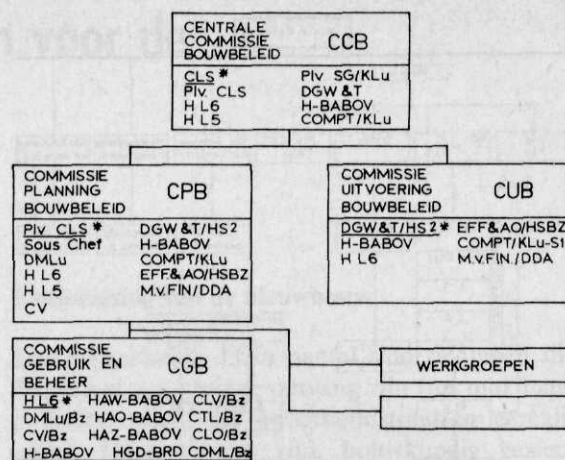 CENTRALE
COMMISSIE CCB
BOUWBELEID
CLS * Plv SG/KLu
Plv. CLS DGW &T
H L6 H-BABOV
H L5 COMPT/KLu
COMMISSIE
PLANNING CPB
BOUWBELEID
Plv CLS * DGW &T/HS2
Sous Chef H-BABOV
DMLu COMPT/KLu
H L6 EFF&AO/HSBZ
H L5 M.v.FIN/DDA
CV
COMMISSIE
UITVOERING CUB
BOUWBELEID
DGW&T/HS2 * EFF&AO/HSBZ
H-BABOV COMPT/KLu-S1
H L6 M.v.FIN./DDA
COMMISSIE
GEBRUIK EN CGB
BEHEER
H L6 * HAW-BABOV CLV/Bz
DMLu/Bz HAO-BABOV CTL/Bz
CV/Bz HAZ-BABOV CLO/Bz
H-BABOV HGD-BRD CDML/Bz
WERKGROEPEN